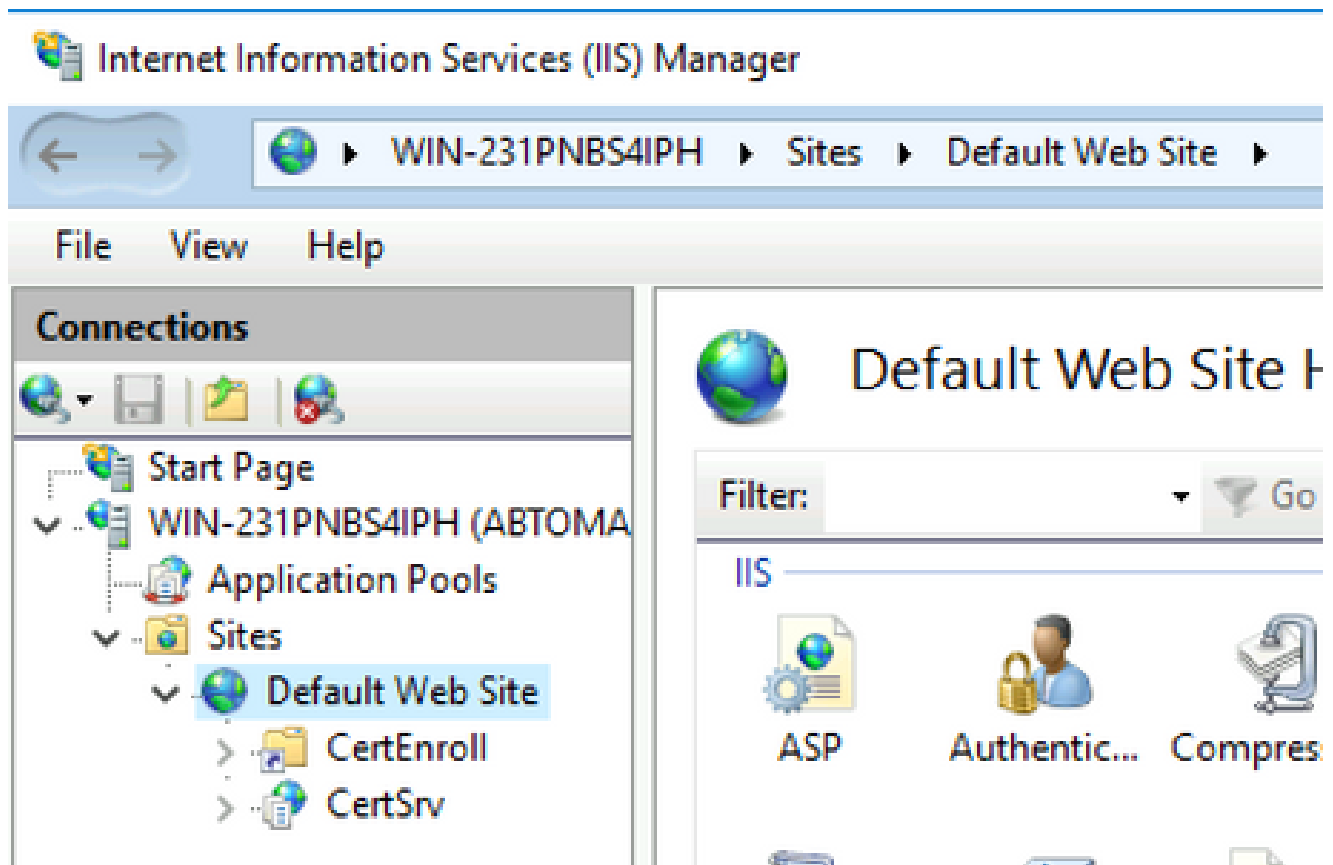 Internet Information Services (IIS) Manager
WIN-231PNBS4IPH Sites Default Web Site
File View Help
Connections
Default Web Site H
Start Page
Filter: Go
WIN-231PNBS4IPH (ABTOMA
IIS
Application Pools
Sites
Default Web Site
CertEnroll
CertSrv
ASP Authentic... Compres